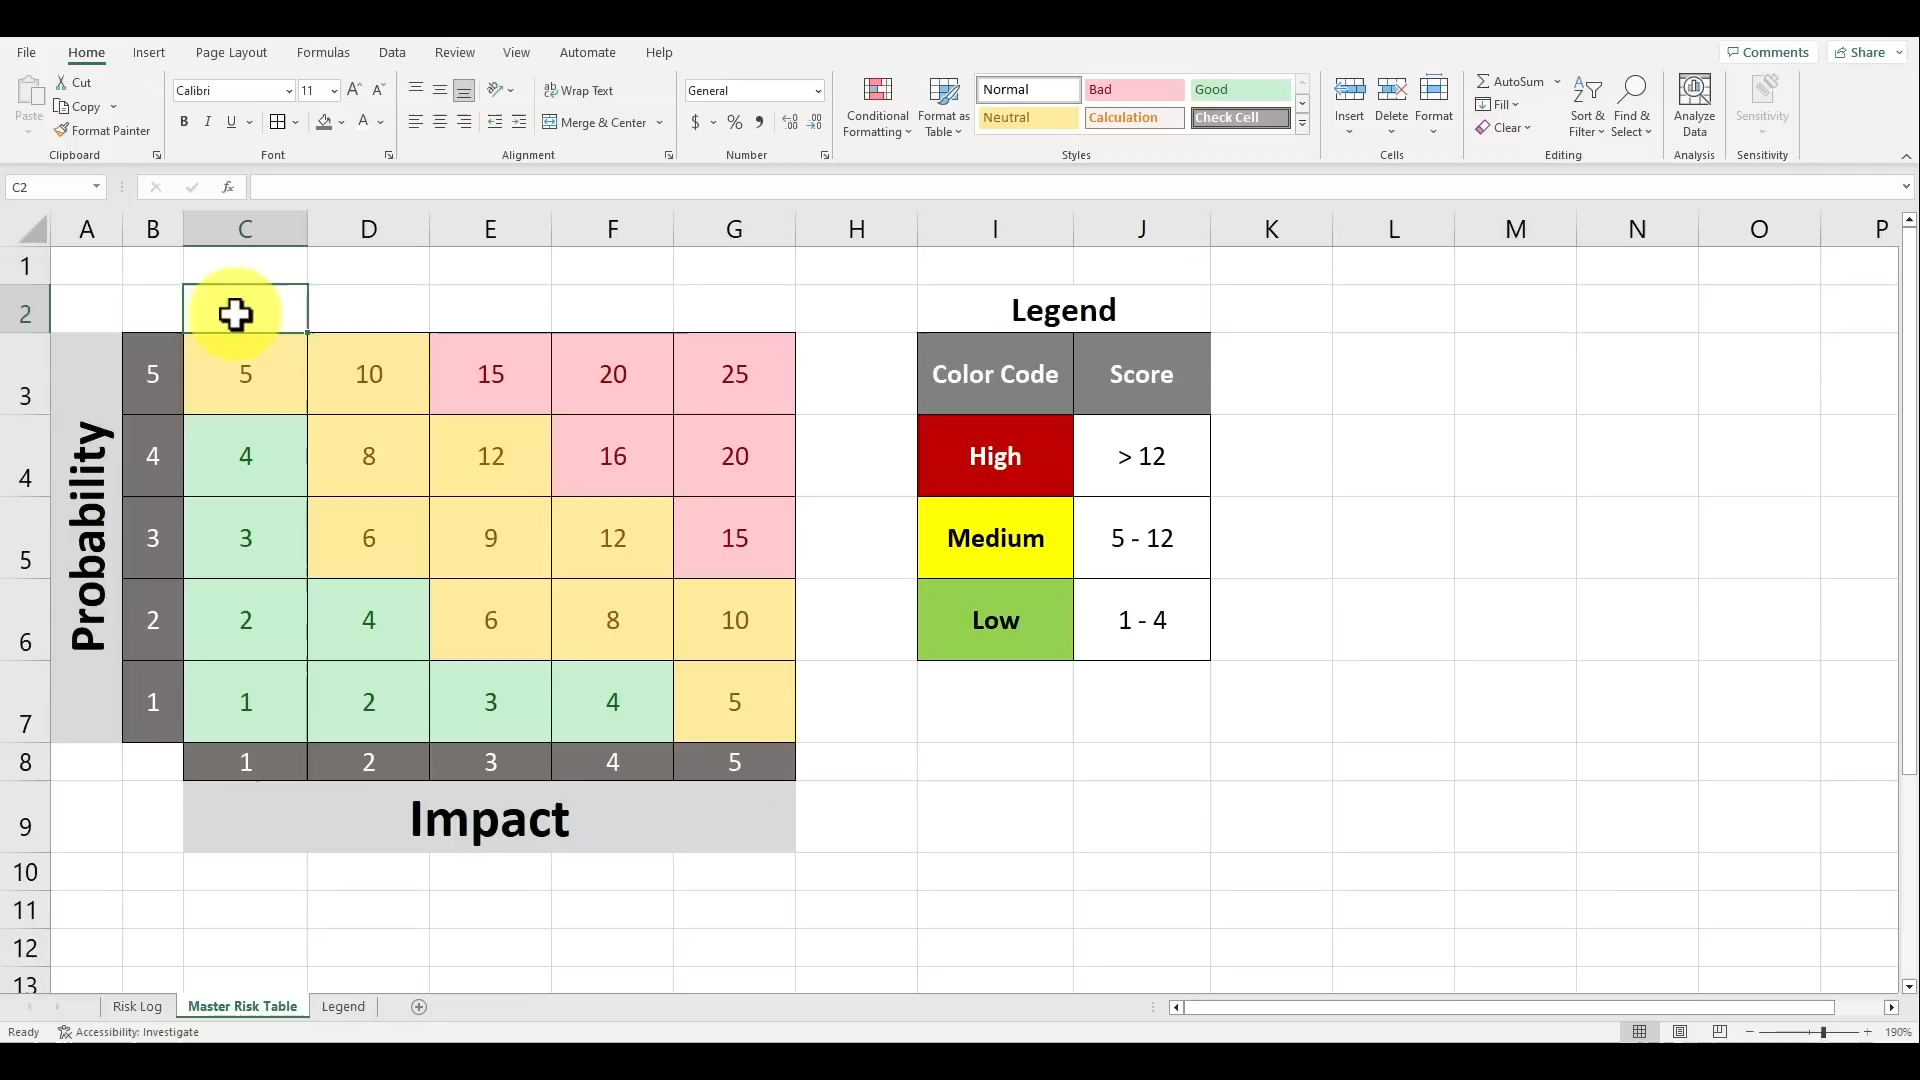 File Home Insert Page Layout Formulas Data Review View Automate Help Comments Share
Paste Cut Copy Format Painter Clipboard
Calibri 11 A A B I U A Font
Wrap Text Merge & Center Alignment
General $ % Number
Conditional Formatting Format as Table Normal Bad Good Neutral Calculation Check Cell Styles
Insert Delete Format Cells
AutoSum Fill Clear Sort & Filter Find & Select Editing
Analyze Data Analysis
Sensitivity Sensitivity
C2 fx
A B C D E F G H I J K L M N O P
1
2 Legend
3 5 5 10 15 20 25 Color Code Score
4 4 4 8 12 16 20 High > 12
5 3 3 6 9 12 15 Medium 5 - 12
6 2 2 4 6 8 10 Low 1 - 4
7 1 1 2 3 4 5
Probability
8 1 2 3 4 5
9 Impact
10
11
12
13
Risk Log Master Risk Table Legend
Ready Accessibility: Investigate 190%